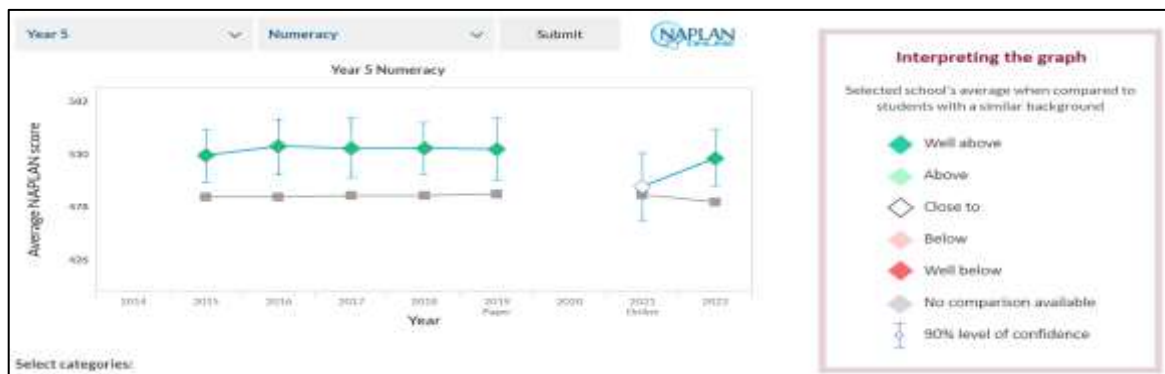 Year 5
Numeracy
Submit
NAPLAN
ONLINE
Year 5 Numeracy
Average NAPLAN score
582
530
478
426
2014
2015
2016
2017
2018
2019
Paper
2020
2021
Online
2022
Year
Select categories:
Interpreting the graph
Selected school's average when compared to
students with a similar background
Well above
Above
Close to
Below
Well below
No comparison available
90% level of confidence